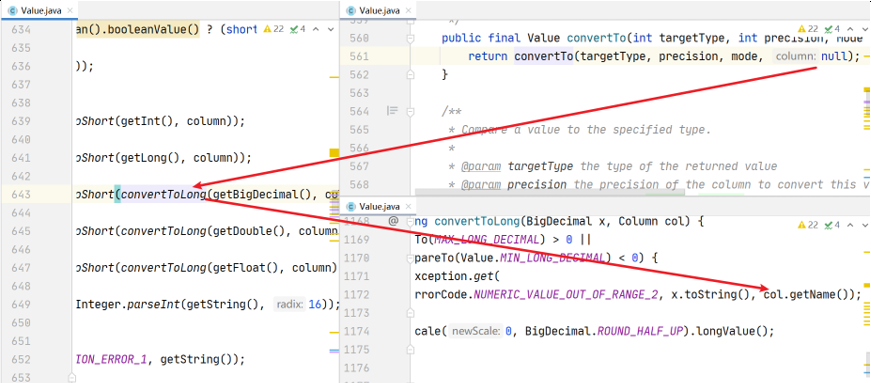 Value.java
634 an().booleanValue() ? (short 22 4
635
636 ));
637
638
639 oShort(getInt(), column));
640
641 oShort(getLong(), column));
642
643 oShort(convertToLong(getBigDecimal(), co
644
645 oShort(convertToLong(getDouble(), column
646
647 oShort(convertToLong(getFloat(), column)
648
649 Integer.parseInt(getString(), radix: 16));
650
651
652 ION_ERROR_1, getString());
653
Value.java
559 */ 22 4
560 public final Value convertTo(int targetType, int precision, Mode
561 return convertTo(targetType, precision, mode, column: null);
562 }
563
564 /**
565 * Compare a value to the specified type.
566 *
567 * @param targetType the type of the returned value
568 * @param precision the precision of the column to convert this v
Value.java
1168 @ ng convertToLong(BigDecimal x, Column col) { 22 4
1169 To(MAX_LONG_DECIMAL) > 0 ||
1170 pareTo(Value.MIN_LONG_DECIMAL) < 0) {
1171 xception.get(
1172 rrorCode.NUMERIC_VALUE_OUT_OF_RANGE_2, x.toString(), col.getName());
1173
1174 cale( newScale: 0, BigDecimal.ROUND_HALF_UP).longValue();
1175
1176
1177